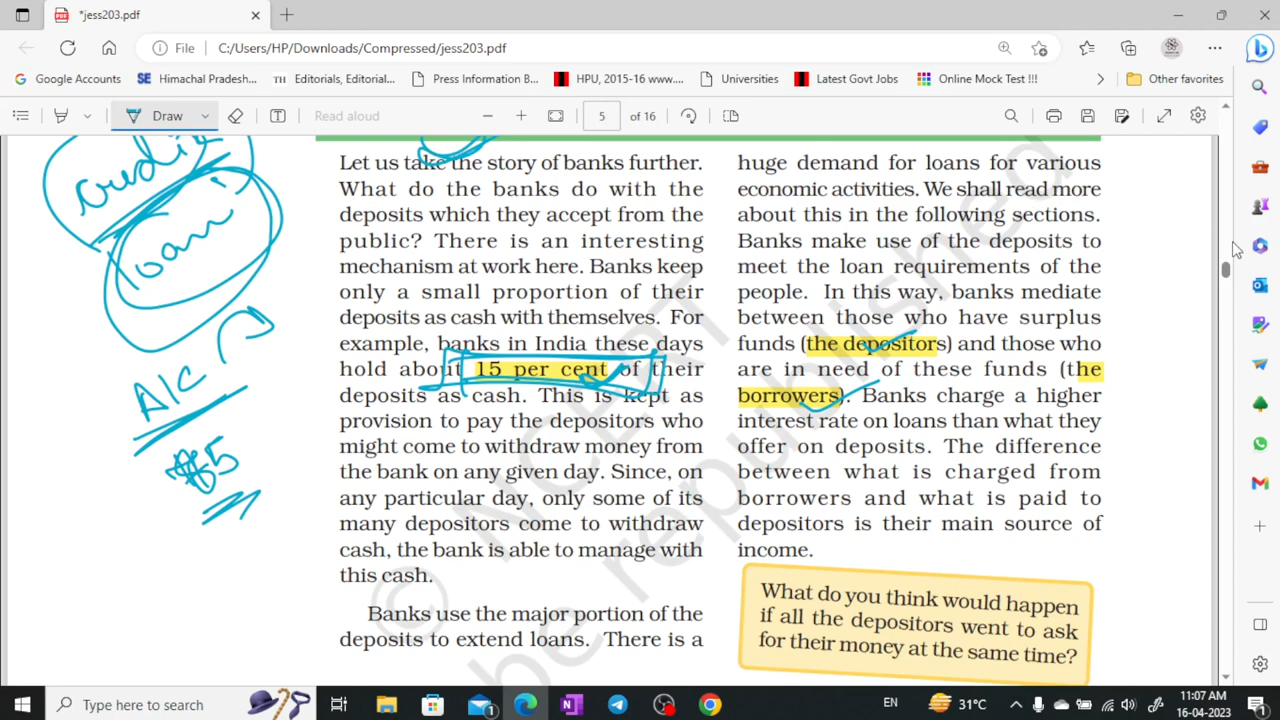 *jess203.pdf
File C:/Users/HP/Downloads/Compressed/jess203.pdf
Google Accounts Himachal Pradesh... Editorials, Editorial... Press Information B... HPU, 2015-16 www.... Universities Latest Govt Jobs Online Mock Test !!! Other favorites
Draw Read aloud 5 of 16
credit
loan
A/C
Let us take the story of banks further.
What do the banks do with the
deposits which they accept from the
public? There is an interesting
mechanism at work here. Banks keep
only a small proportion of their
deposits as cash with themselves. For
example, banks in India these days
hold about 15 per cent of their
deposits as cash. This is kept as
provision to pay the depositors who
might come to withdraw money from
the bank on any given day. Since, on
any particular day, only some of its
many depositors come to withdraw
cash, the bank is able to manage with
this cash.
Banks use the major portion of the
deposits to extend loans. There is a
huge demand for loans for various
economic activities. We shall read more
about this in the following sections.
Banks make use of the deposits to
meet the loan requirements of the
people. In this way, banks mediate
between those who have surplus
funds (the depositors) and those who
are in need of these funds (the
borrowers). Banks charge a higher
interest rate on loans than what they
offer on deposits. The difference
between what is charged from
borrowers and what is paid to
depositors is their main source of
income.
What do you think would happen
if all the depositors went to ask
for their money at the same time?
© NCERT
be republished
Type here to search
31°C
EN
11:07 AM
16-04-2023